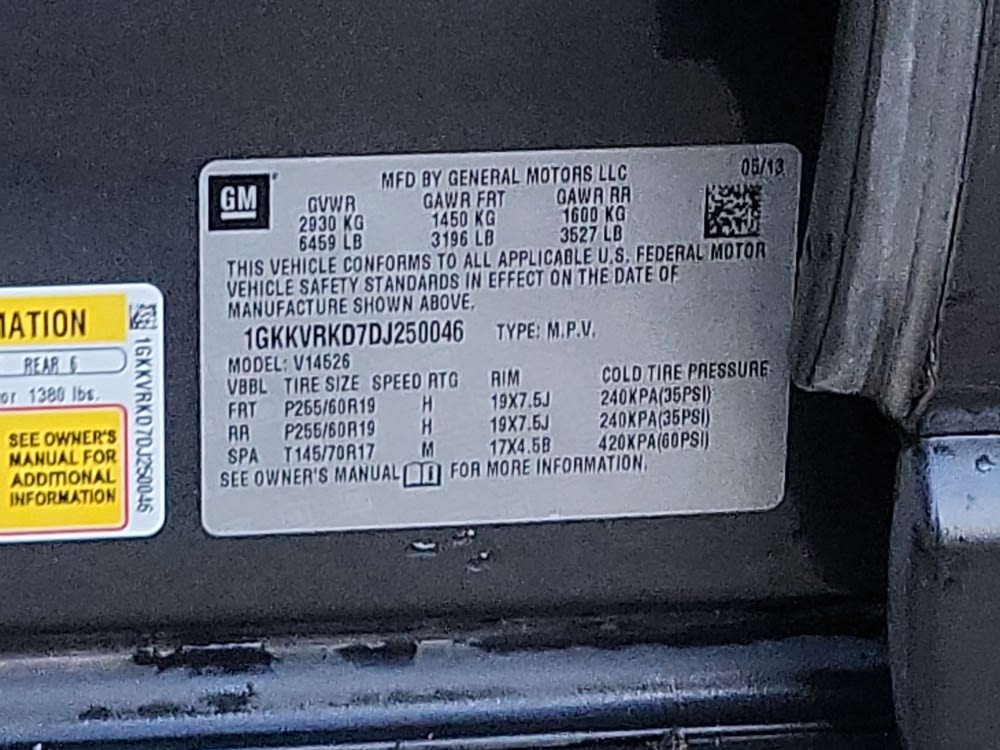 GM
MFD BY GENERAL MOTORS LLC 05/13
GVWR GAWR FRT GAWR RR
2930 KG 1450 KG 1600 KG
6459 LB 3196 LB 3527 LB
THIS VEHICLE CONFORMS TO ALL APPLICABLE U.S. FEDERAL MOTOR
VEHICLE SAFETY STANDARDS IN EFFECT ON THE DATE OF
MANUFACTURE SHOWN ABOVE.
1GKKVRKD7DJ250046 TYPE: M.P.V.
MODEL: V14526
VBBL TIRE SIZE SPEED RTG RIM COLD TIRE PRESSURE
FRT P255/60R19 H 19X7.5J 240KPA(35PSI)
RR P255/60R19 H 19X7.5J 240KPA(35PSI)
SPA T145/70R17 M 17X4.5B 420KPA(60PSI)
SEE OWNER'S MANUAL FOR MORE INFORMATION.
MATION
REAR 6
or 1380 lbs.
SEE OWNER'S
MANUAL FOR
ADDITIONAL
INFORMATION
1GKKVRKD7DJ250046